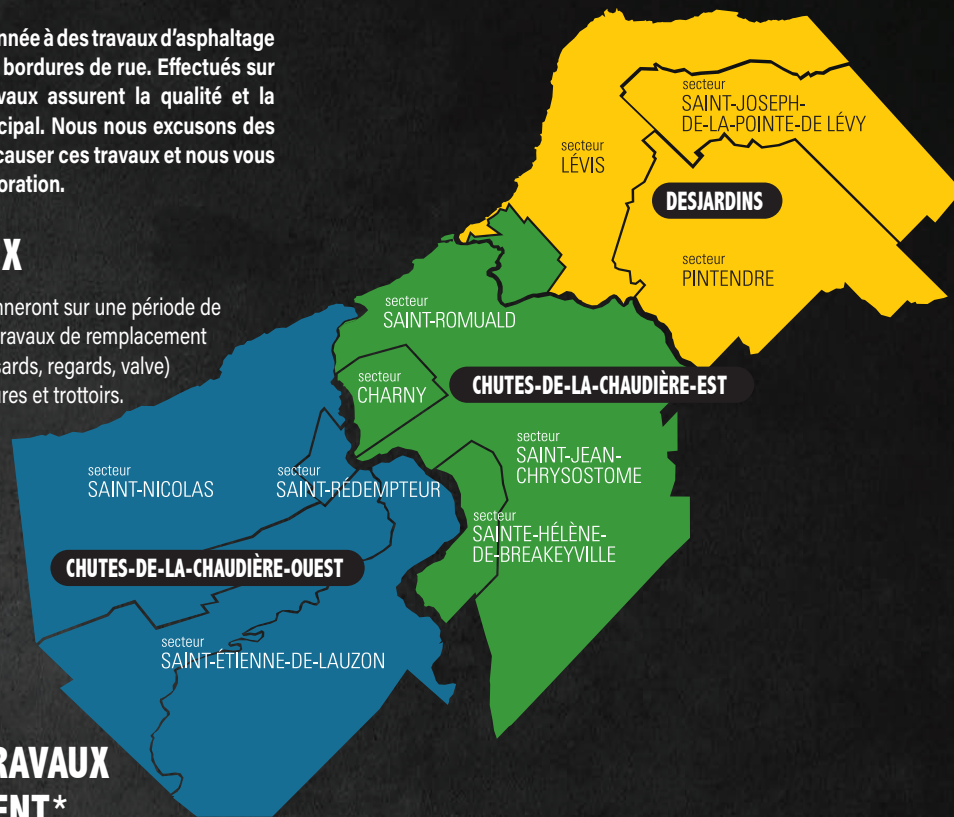 nnée à des travaux d'asphaltage
bordures de rue. Effectués sur
vaux assurent la qualité et la
cipal. Nous nous excusons des
causer ces travaux et nous vous
oration.
X
nneront sur une période de
travaux de remplacement
sards, regards, valve)
ures et trottoirs.
secteur
SAINT-JOSEPH-
DE-LA-POINTE-DE LÉVY
secteur
LÉVIS
DESJARDINS
secteur
PINTENDRE
secteur
SAINT-ROMUALD
secteur
CHARNY
CHUTES-DE-LA-CHAUDIÈRE-EST
secteur
SAINT-JEAN-
CHRYSOSTOME
secteur
SAINT-NICOLAS
secteur
SAINT-RÉDEMPTEUR
secteur
SAINTE-HÉLÈNE-
DE-BREAKEYVILLE
CHUTES-DE-LA-CHAUDIÈRE-OUEST
secteur
SAINT-ÉTIENNE-DE-LAUZON
RAVAUX
ENT*